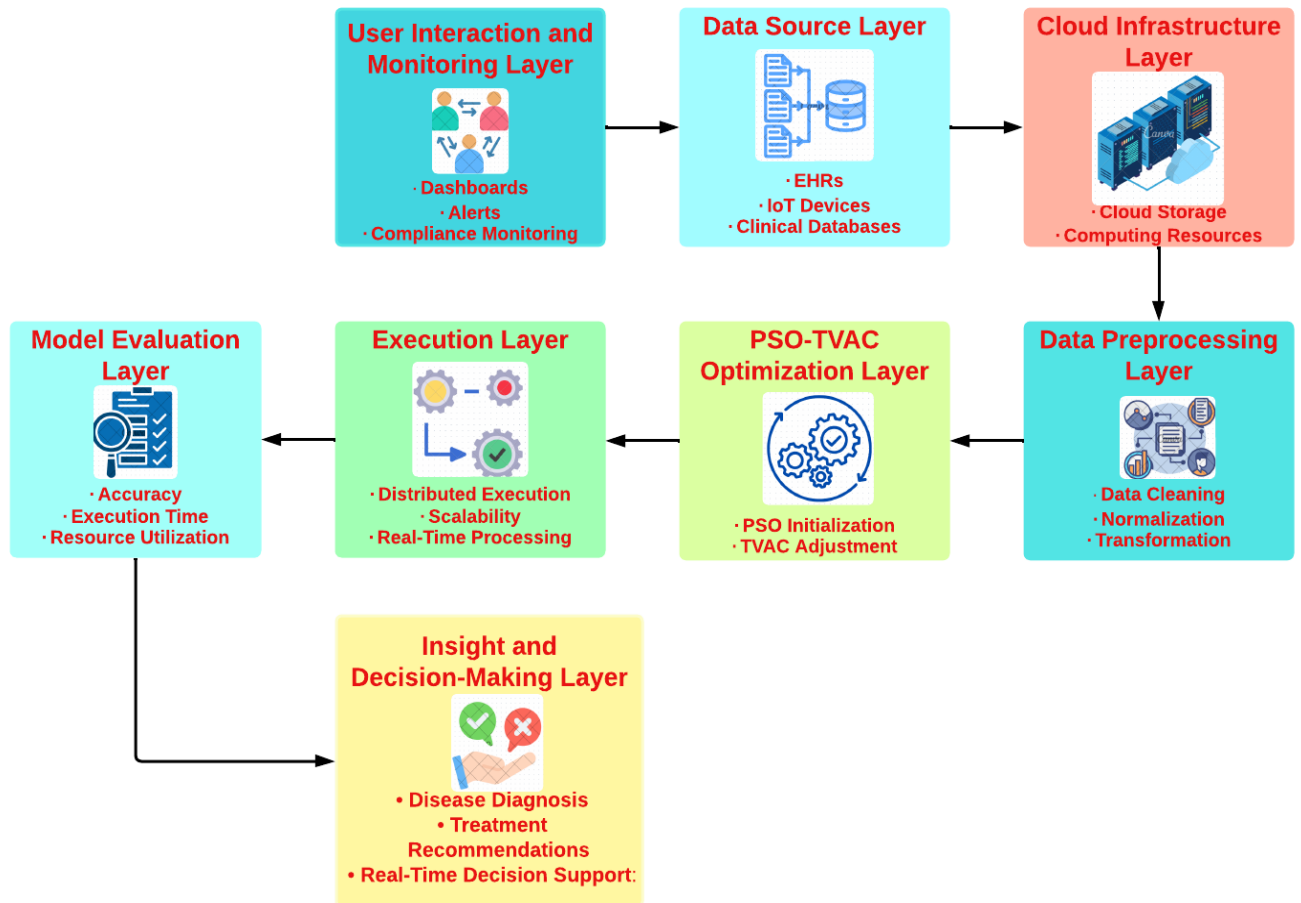 User Interaction and
Monitoring Layer
· Dashboards
· Alerts
· Compliance Monitoring
Data Source Layer
· EHRs
· IoT Devices
· Clinical Databases
Cloud Infrastructure
Layer
Canva
· Cloud Storage
· Computing Resources
Model Evaluation
Layer
· Accuracy
· Execution Time
· Resource Utilization
Execution Layer
· Distributed Execution
· Scalability
· Real-Time Processing
PSO-TVAC
Optimization Layer
· PSO Initialization
· TVAC Adjustment
Data Preprocessing
Layer
· Data Cleaning
· Normalization
· Transformation
Insight and
Decision-Making Layer
• Disease Diagnosis
• Treatment
Recommendations
• Real-Time Decision Support: